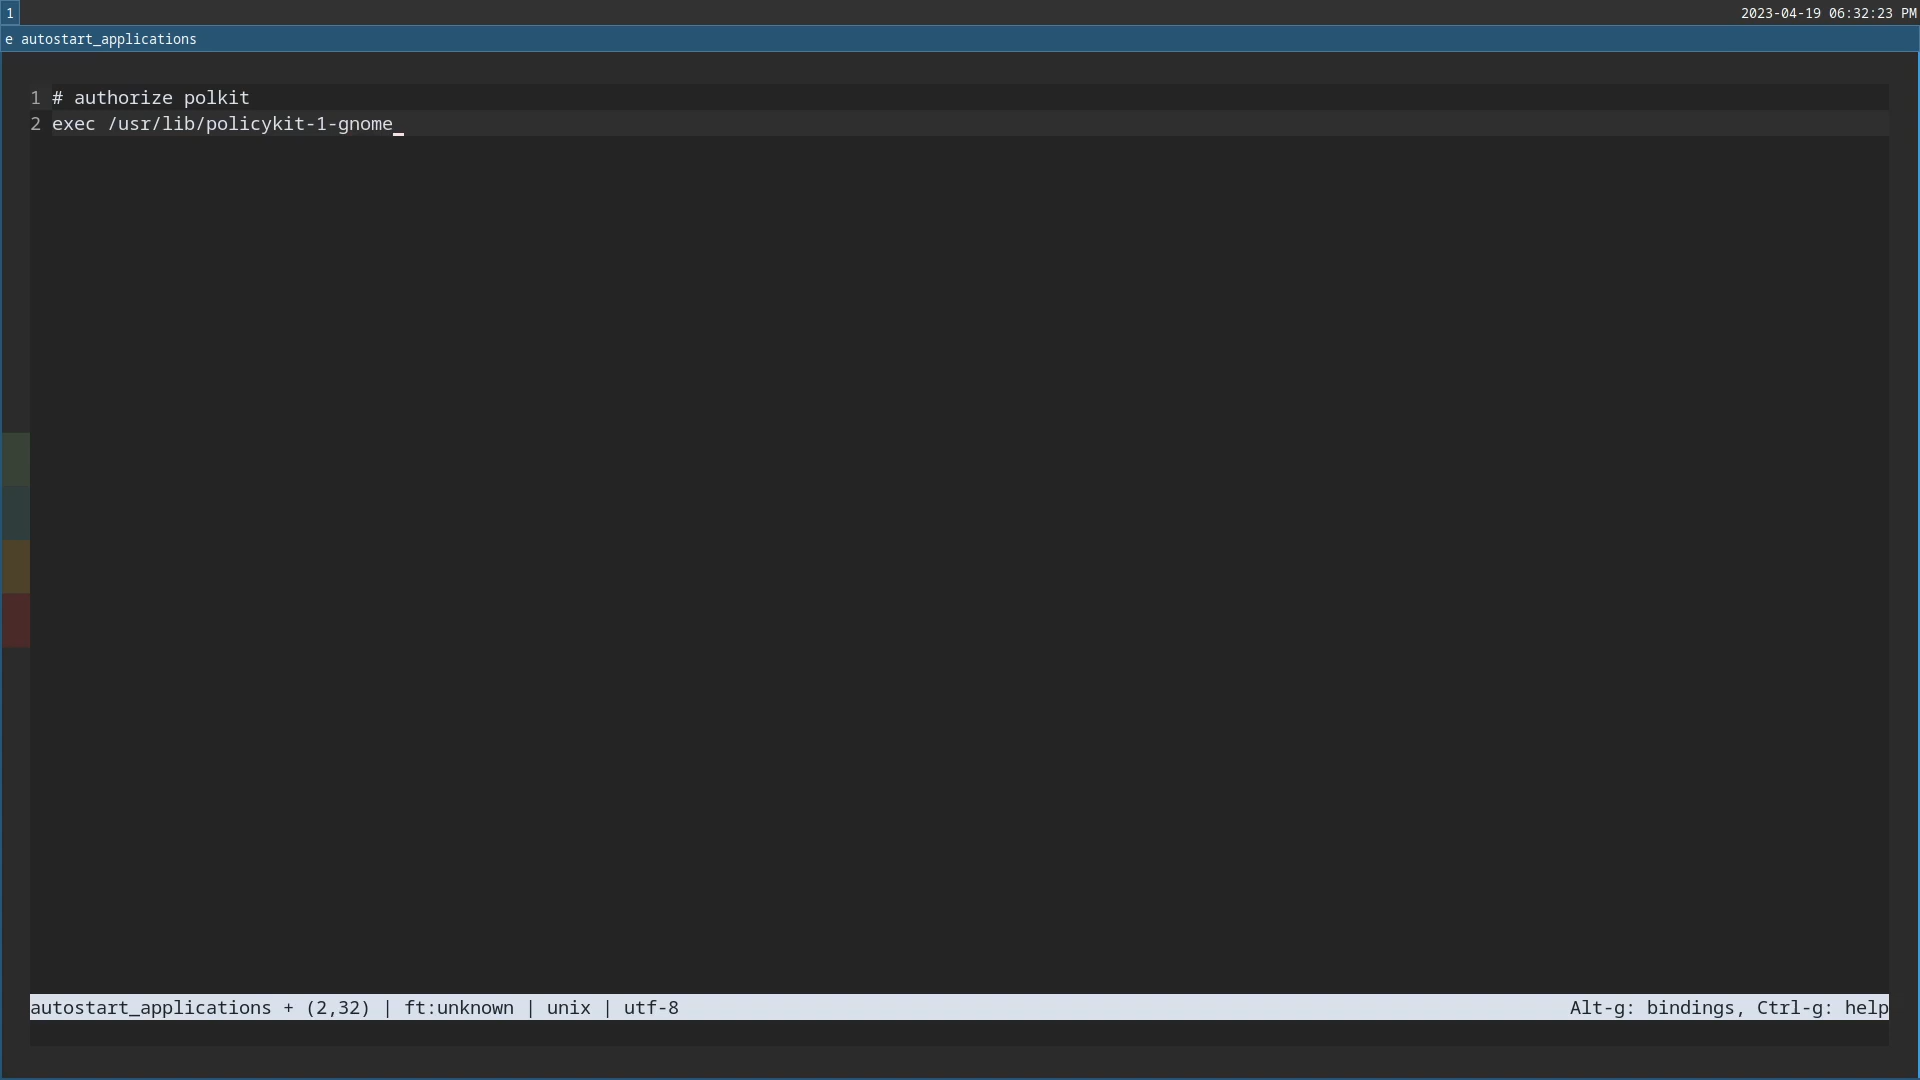 1
2023-04-19 06:32:23 PM
e autostart_applications
1 # authorize polkit
2 exec /usr/lib/policykit-1-gnome
autostart_applications + (2,32) | ft:unknown | unix | utf-8
Alt-g: bindings, Ctrl-g: help